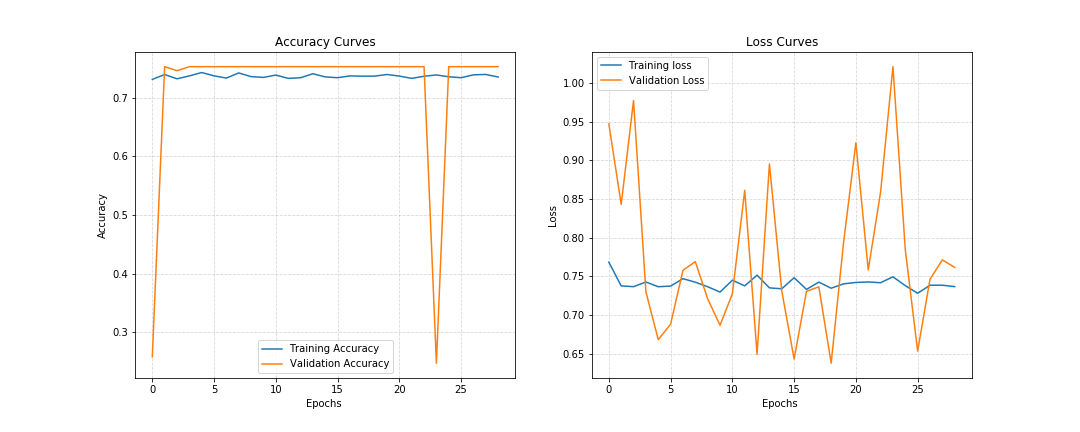 Accuracy Curves
0.7
0.6
0.5
0.4
0.3
Accuracy
Training Accuracy
Validation Accuracy
0 5 10 15 20 25
Epochs
Loss Curves
Training loss
Validation Loss
1.00
0.95
0.90
0.85
0.80
0.75
0.70
0.65
Loss
0 5 10 15 20 25
Epochs